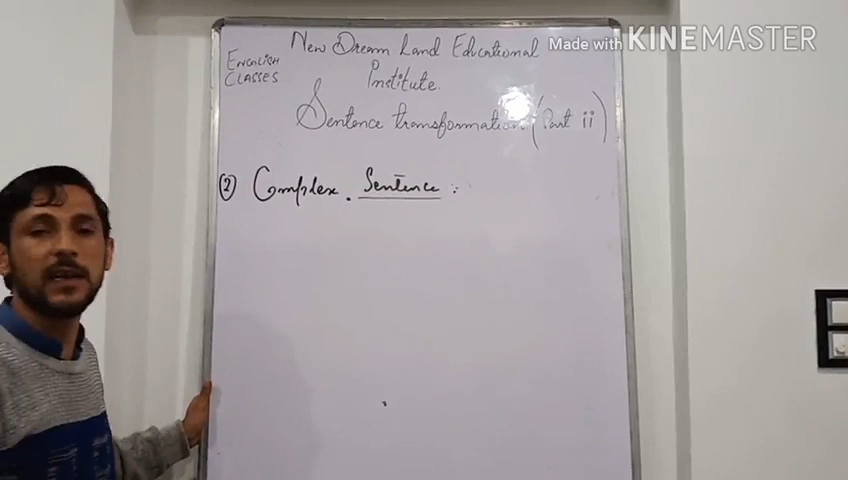 ENGLISH
CLASSES
New Dream Land Educational
Institute.
Sentence transformation (Part ii)
(2) Complex. Sentence :
Made with KINEMASTER